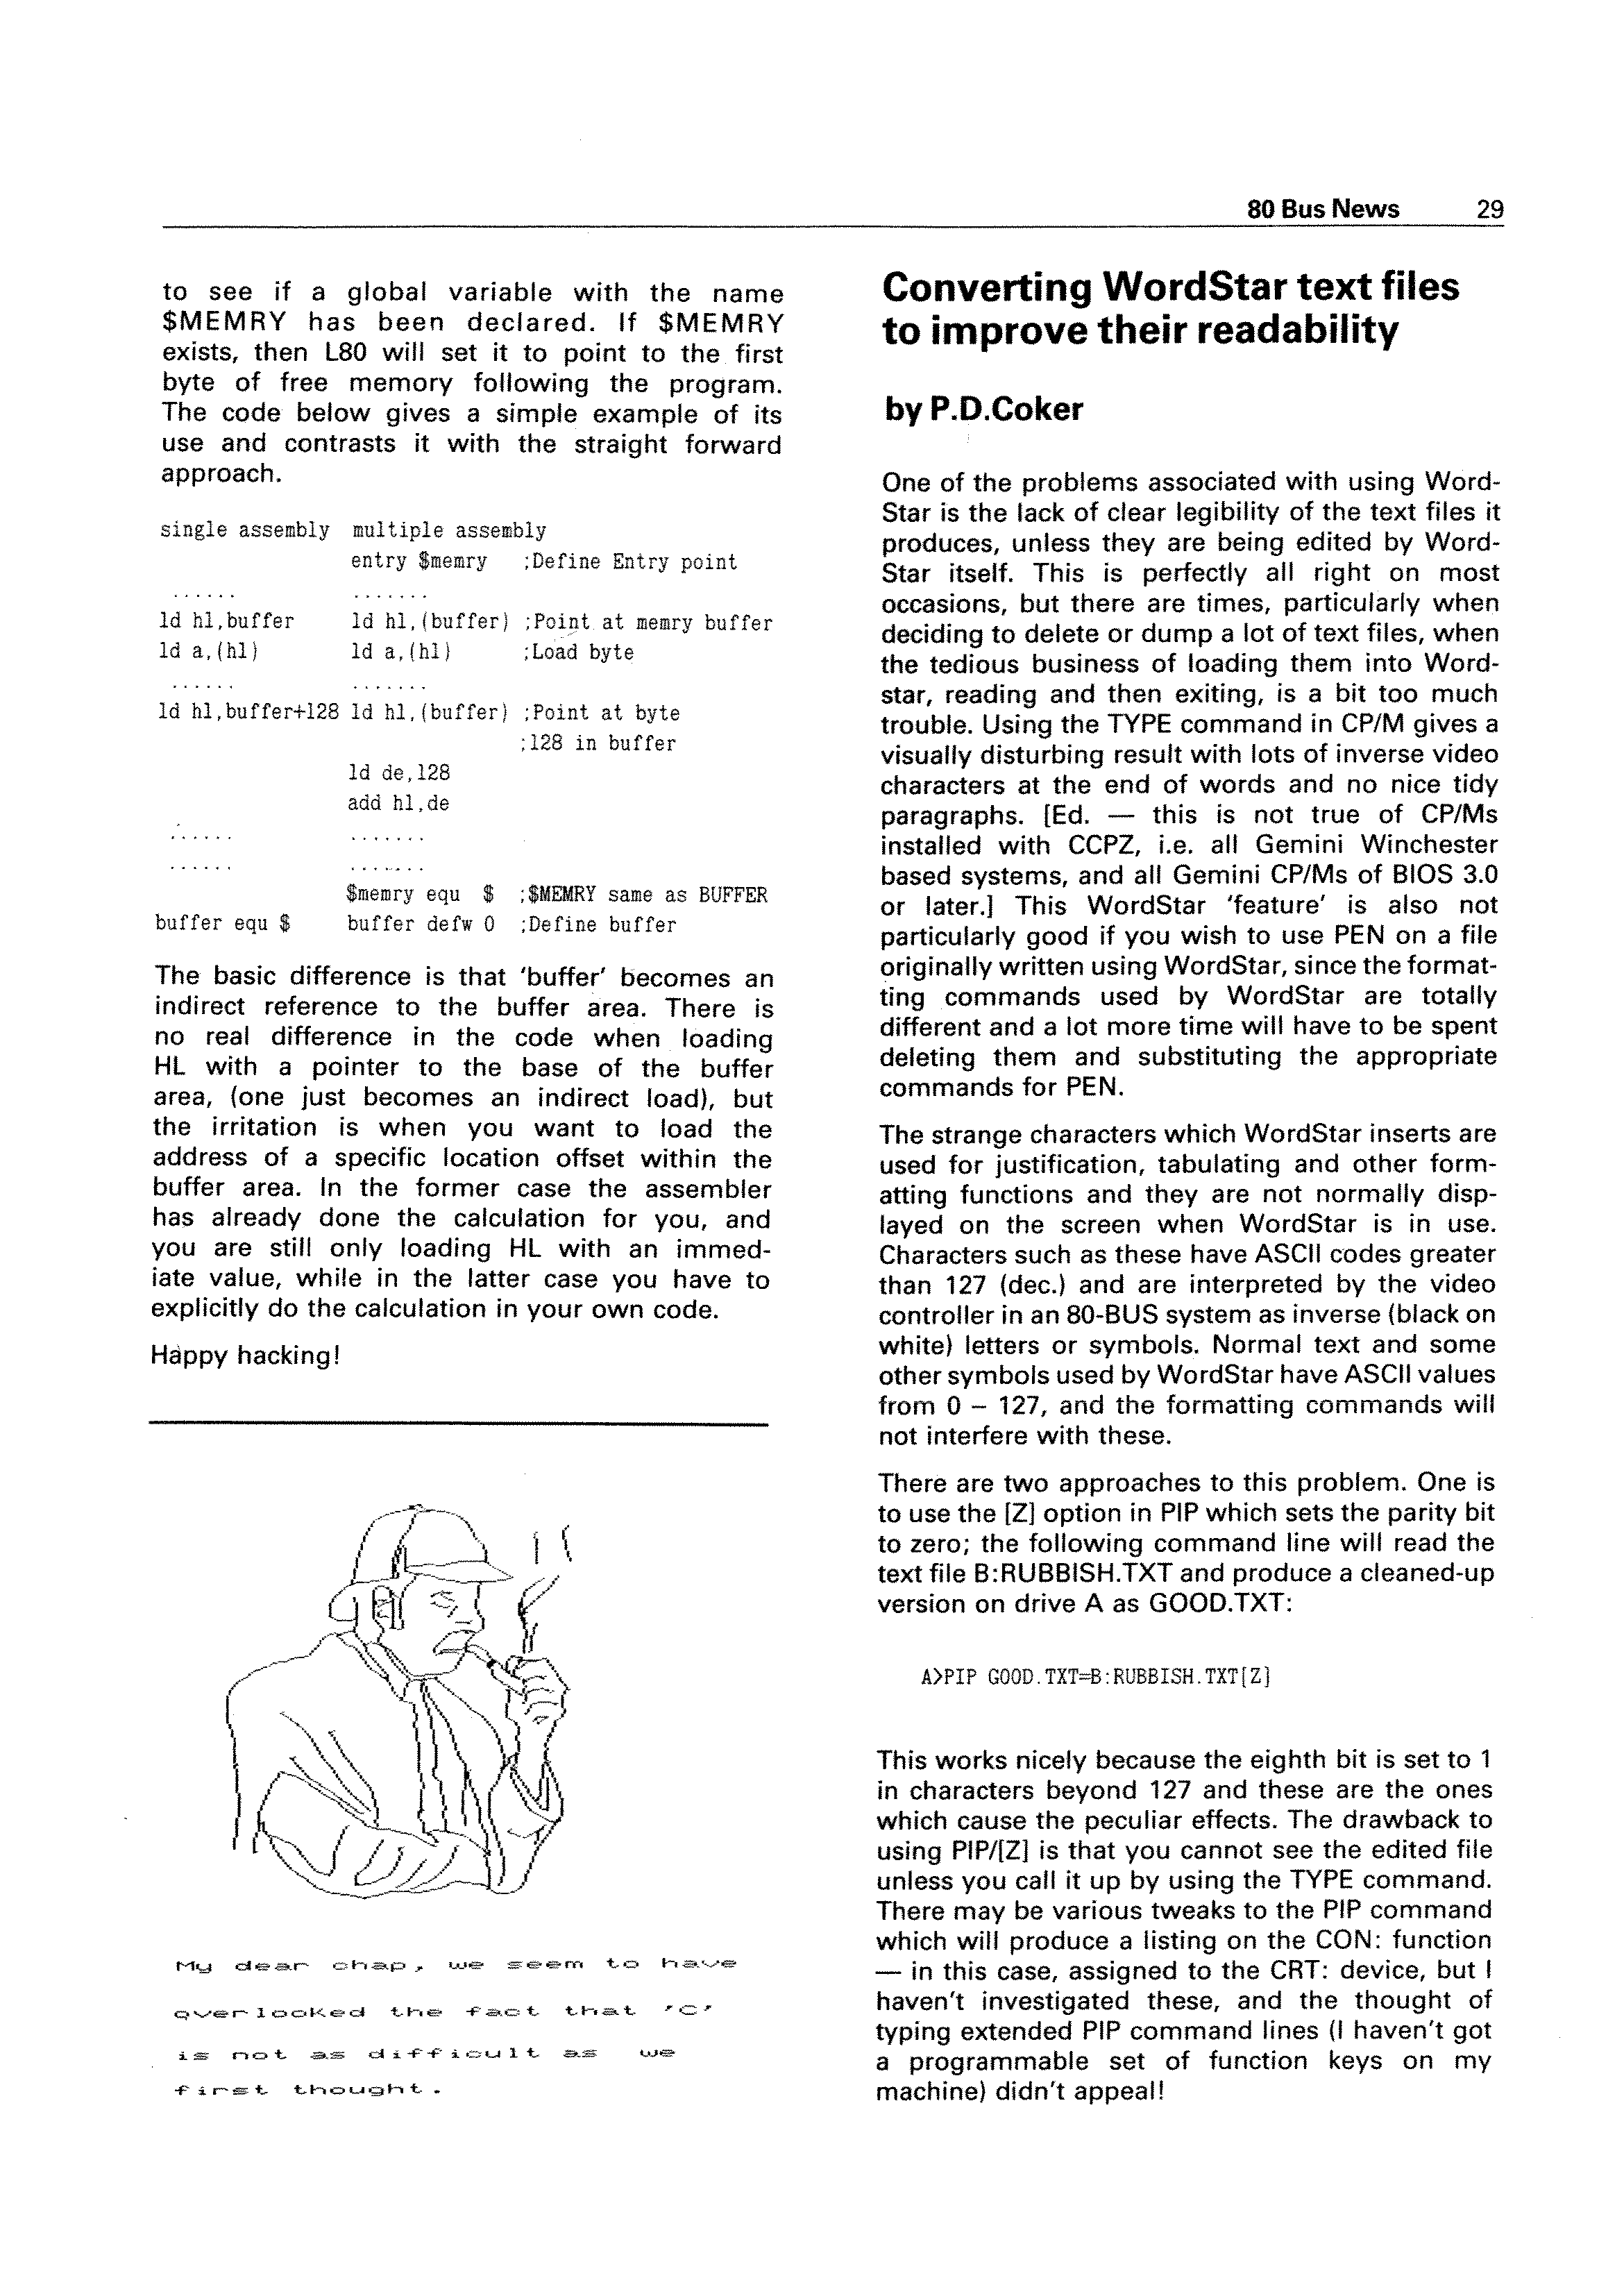 80 Bus News 29
to see if a global variable with the name
$MEMRY has been declared. If $MEMRY
exists, then L80 will set it to point to the first
byte of free memory following the program.
The code below gives a simple example of its
use and contrasts it with the straight forward
approach.
single assembly multiple assembly
entry $memry ;Define Entry point
...... .......
ld hl,buffer ld hl,(buffer) ;Point at memry buffer
ld a,(hl) ld a,(hl) ;Load byte
...... .......
ld hl,buffer+128 ld hl,(buffer) ;Point at byte
;128 in buffer
ld de,128
add hl,de
...... .......
...... .......
$memry equ $ ;$MEMRY same as BUFFER
buffer equ $ buffer defw 0 ;Define buffer
The basic difference is that 'buffer' becomes an
indirect reference to the buffer area. There is
no real difference in the code when loading
HL with a pointer to the base of the buffer
area, (one just becomes an indirect load), but
the irritation is when you want to load the
address of a specific location offset within the
buffer area. In the former case the assembler
has already done the calculation for you, and
you are still only loading HL with an immed-
iate value, while in the latter case you have to
explicitly do the calculation in your own code.
Happy hacking!
My dear chap, we seem to have
overlooked the fact that 'C'
is not as difficult as we
first thought.
Converting WordStar text files
to improve their readability
by P.D.Coker
One of the problems associated with using Word-
Star is the lack of clear legibility of the text files it
produces, unless they are being edited by Word-
Star itself. This is perfectly all right on most
occasions, but there are times, particularly when
deciding to delete or dump a lot of text files, when
the tedious business of loading them into Word-
star, reading and then exiting, is a bit too much
trouble. Using the TYPE command in CP/M gives a
visually disturbing result with lots of inverse video
characters at the end of words and no nice tidy
paragraphs. [Ed. — this is not true of CP/Ms
installed with CCPZ, i.e. all Gemini Winchester
based systems, and all Gemini CP/Ms of BIOS 3.0
or later.] This WordStar 'feature' is also not
particularly good if you wish to use PEN on a file
originally written using WordStar, since the format-
ting commands used by WordStar are totally
different and a lot more time will have to be spent
deleting them and substituting the appropriate
commands for PEN.
The strange characters which WordStar inserts are
used for justification, tabulating and other form-
atting functions and they are not normally disp-
layed on the screen when WordStar is in use.
Characters such as these have ASCII codes greater
than 127 (dec.) and are interpreted by the video
controller in an 80-BUS system as inverse (black on
white) letters or symbols. Normal text and some
other symbols used by WordStar have ASCII values
from 0 – 127, and the formatting commands will
not interfere with these.
There are two approaches to this problem. One is
to use the [Z] option in PIP which sets the parity bit
to zero; the following command line will read the
text file B:RUBBISH.TXT and produce a cleaned-up
version on drive A as GOOD.TXT:
A>PIP GOOD.TXT=B:RUBBISH.TXT[Z]
This works nicely because the eighth bit is set to 1
in characters beyond 127 and these are the ones
which cause the peculiar effects. The drawback to
using PIP/[Z] is that you cannot see the edited file
unless you call it up by using the TYPE command.
There may be various tweaks to the PIP command
which will produce a listing on the CON: function
— in this case, assigned to the CRT: device, but I
haven't investigated these, and the thought of
typing extended PIP command lines (I haven't got
a programmable set of function keys on my
machine) didn't appeal!